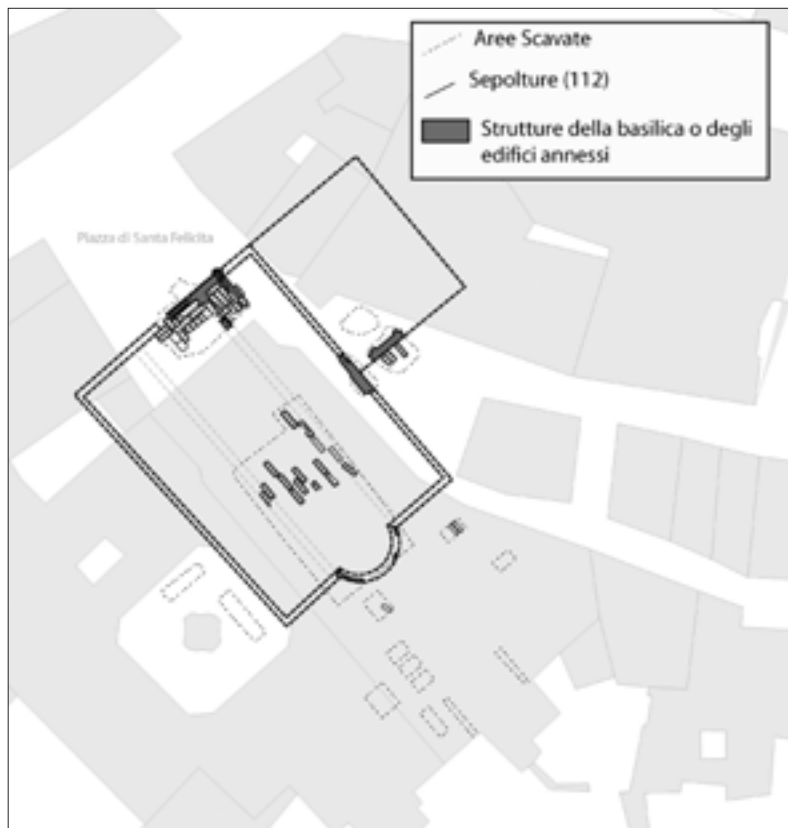 Aree Scavate
Sepolture (112)
Strutture della basilica o degli
edifici annessi
Piazza di Santa Felicita